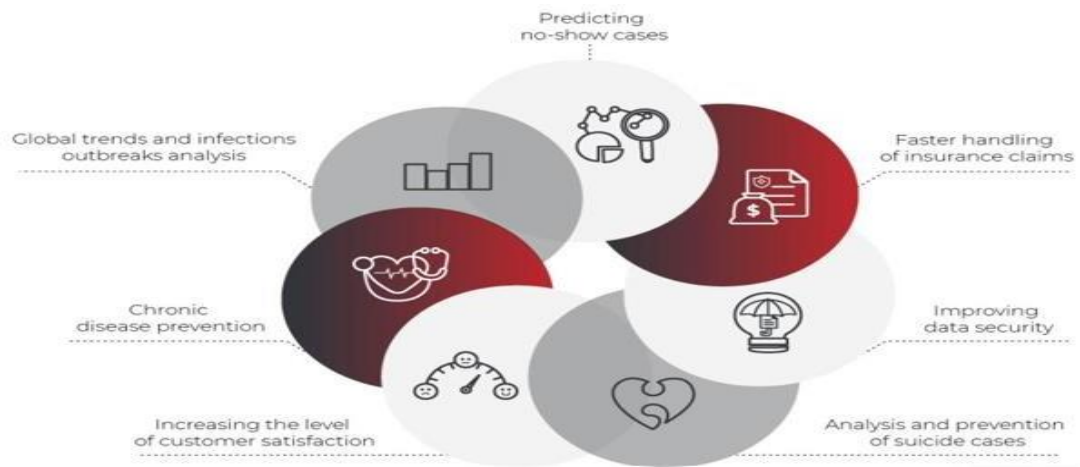 Predicting
no-show cases
Global trends and infections
outbreaks analysis
Faster handling
of insurance claims
$
Chronic
disease prevention
Improving
data security
Increasing the level
of customer satisfaction
Analysis and prevention
of suicide cases